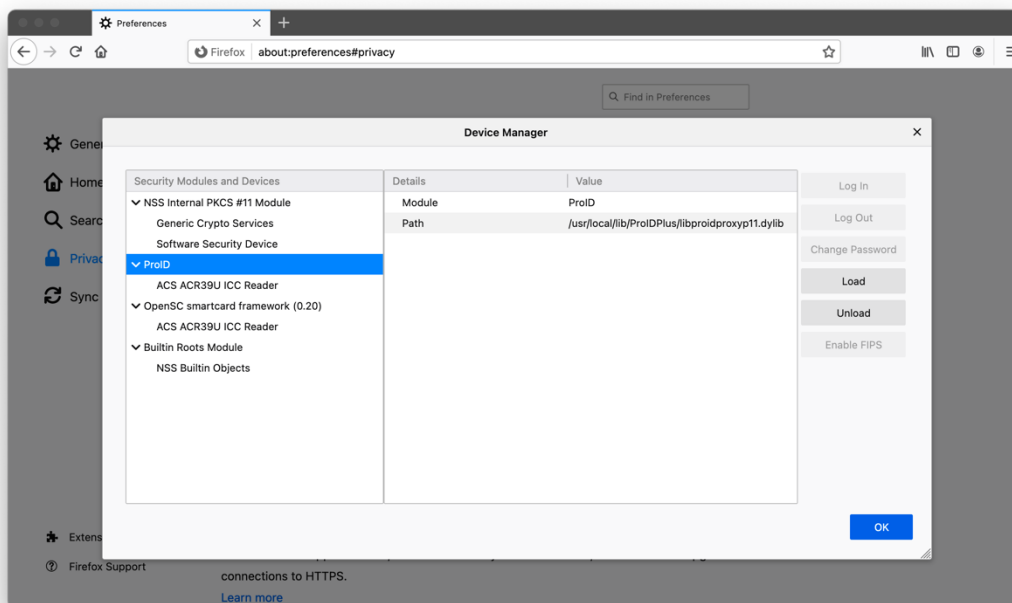 Preferences
Firefox about:preferences#privacy
Find in Preferences
Device Manager
Gene
Home
Searc
Privac
Sync
Security Modules and Devices
NSS Internal PKCS #11 Module
Generic Crypto Services
Software Security Device
ProID
ACS ACR39U ICC Reader
OpenSC smartcard framework (0.20)
ACS ACR39U ICC Reader
Builtin Roots Module
NSS Builtin Objects
Details Value
Module ProID
Path /usr/local/lib/ProIDPlus/libproidproxyp11.dylib
Log In
Log Out
Change Password
Load
Unload
Enable FIPS
OK
Extens
Firefox Support
connections to HTTPS.
Learn more